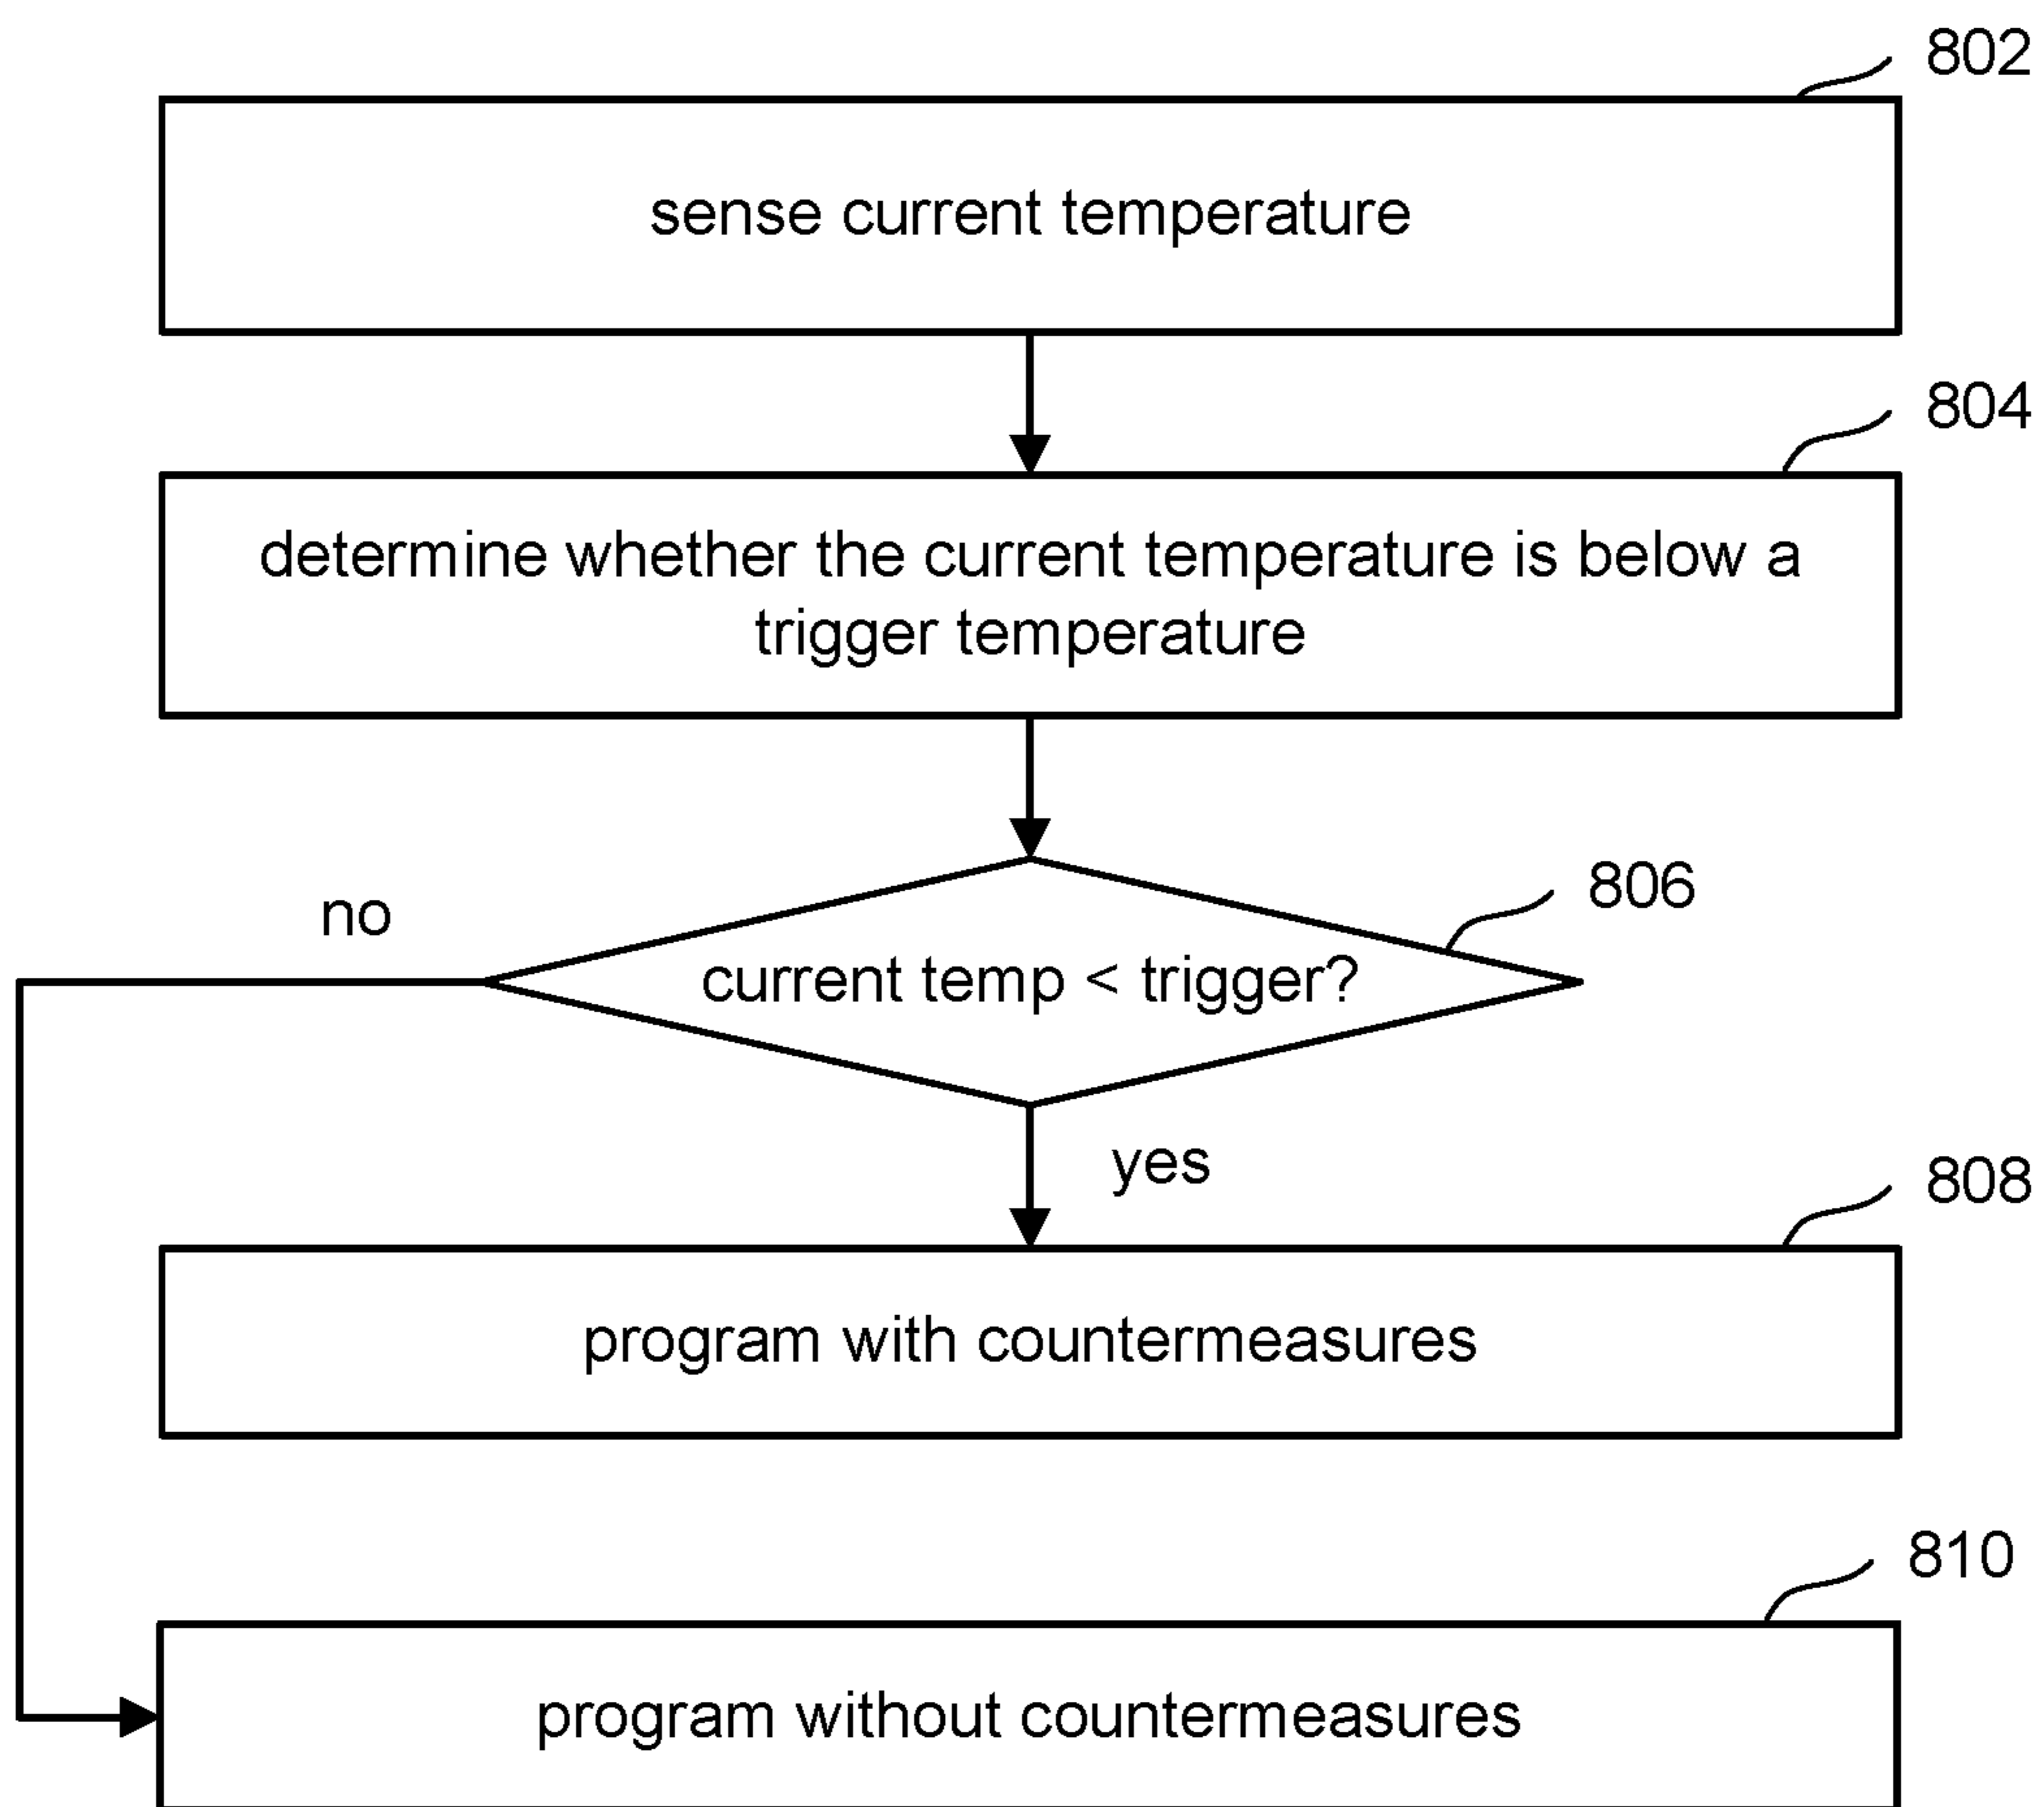 802
sense current temperature
804
determine whether the current temperature is below a
trigger temperature
806
no
current temp < trigger?
yes
808
program with countermeasures
810
program without countermeasures